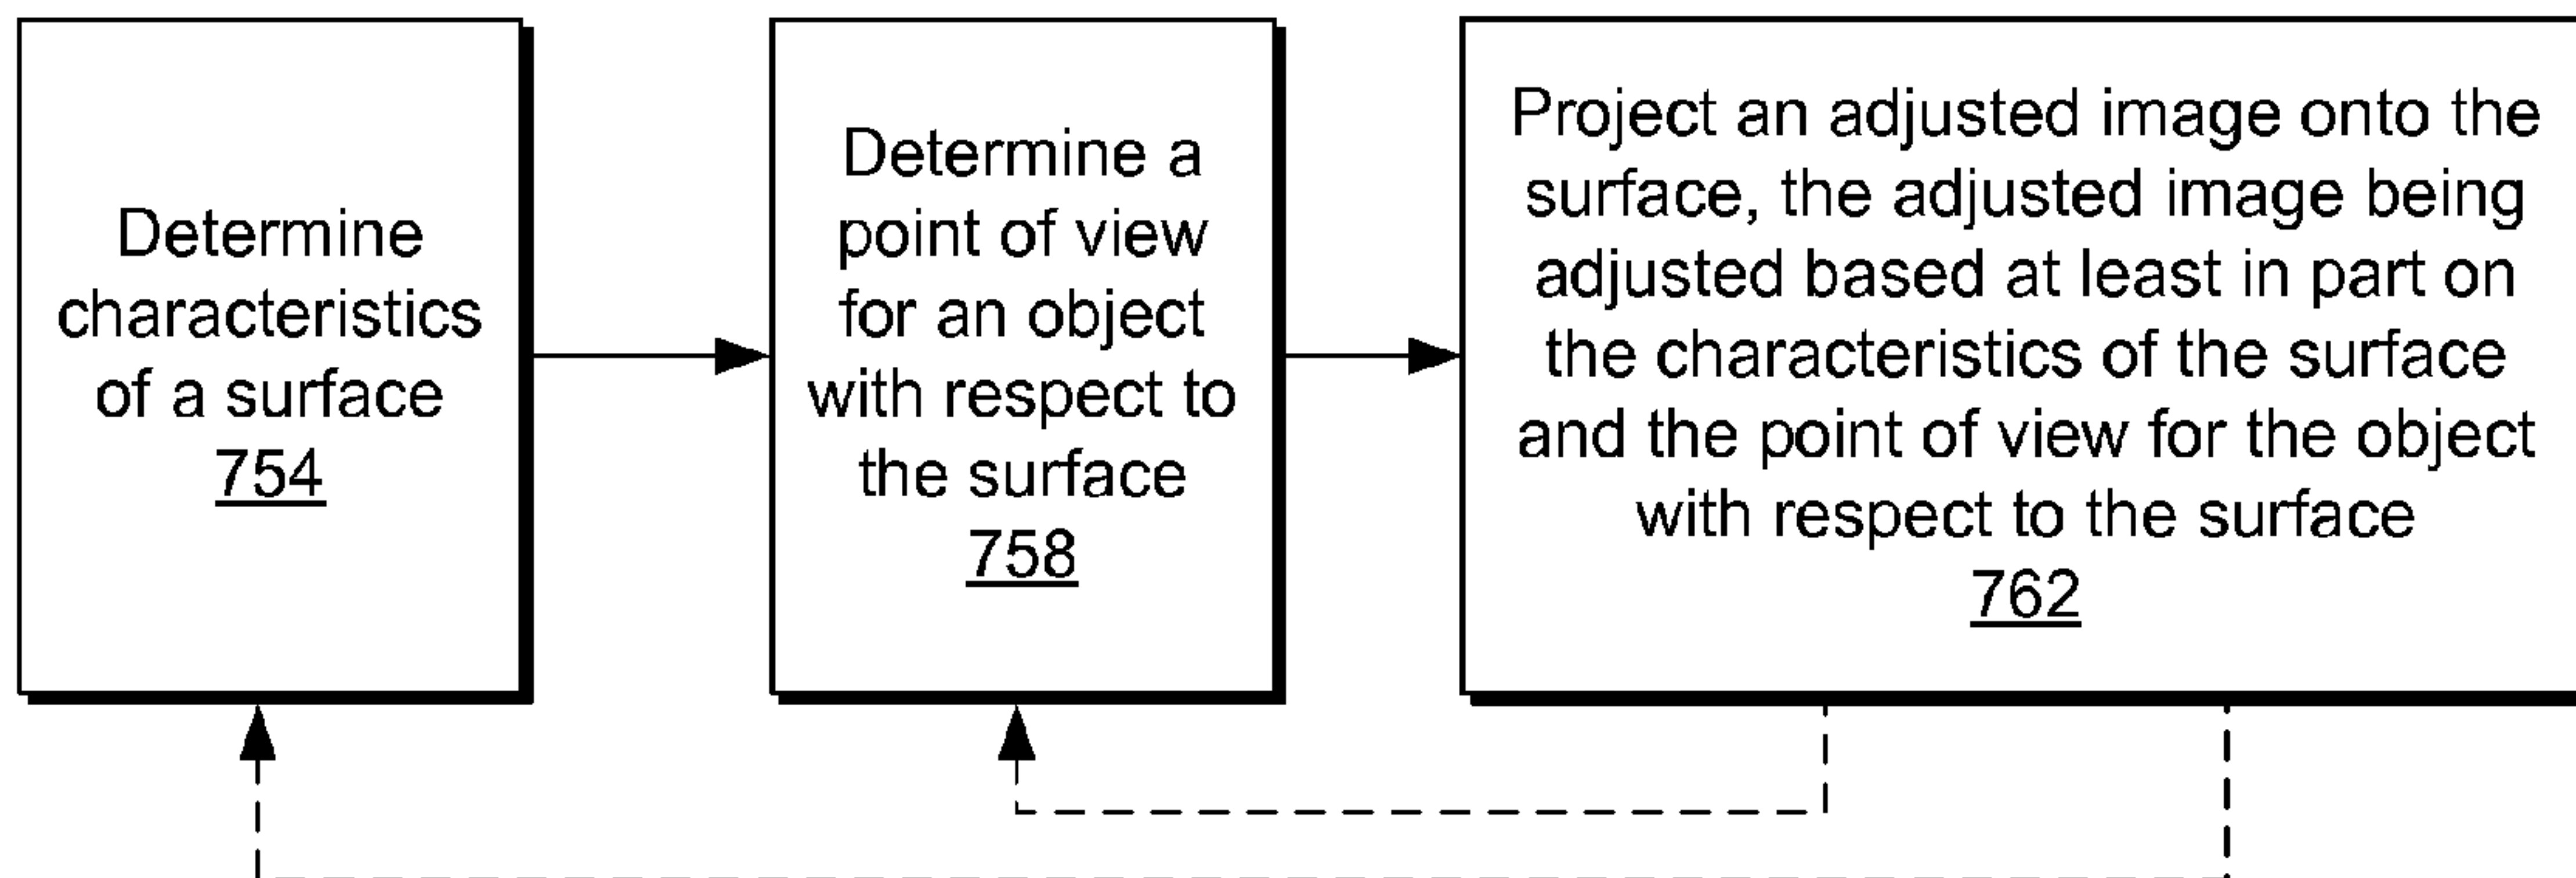 Determine
characteristics
of a surface
754
Determine a
point of view
for an object
with respect to
the surface
758
Project an adjusted image onto the
surface, the adjusted image being
adjusted based at least in part on
the characteristics of the surface
and the point of view for the object
with respect to the surface
762